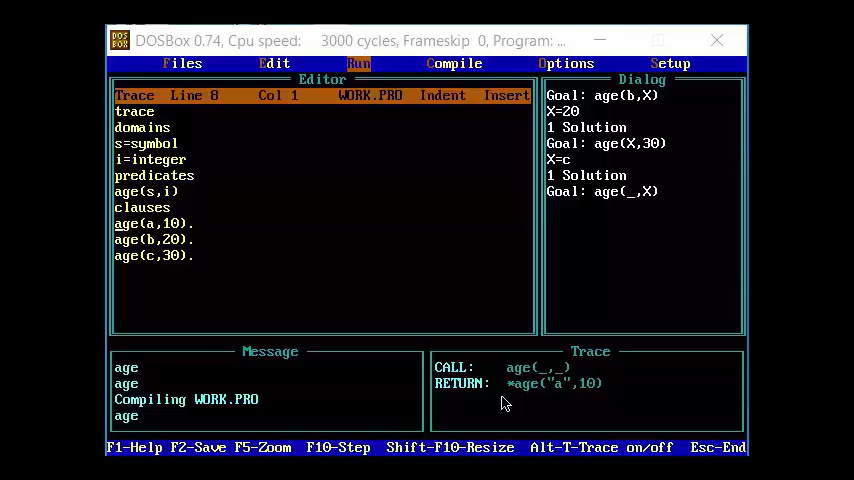 DOS BOX DOSBox 0.74, Cpu speed: 3000 cycles, Frameskip 0, Program: ...
Files Edit Run Compile Options Setup
Editor
Trace Line 8 Col 1 WORK.PRO Indent Insert
trace
domains
s=symbol
i=integer
predicates
age(s,i)
clauses
age(a,10).
age(b,20).
age(c,30).
Dialog
Goal: age(b,X)
X=20
1 Solution
Goal: age(X,30)
X=c
1 Solution
Goal: age(_,X)
Message
age
age
Compiling WORK.PRO
age
Trace
CALL: age(_,_)
RETURN: *age("a",10)
F1-Help F2-Save F5-Zoom F10-Step Shift-F10-Resize Alt-T-Trace on/off Esc-End